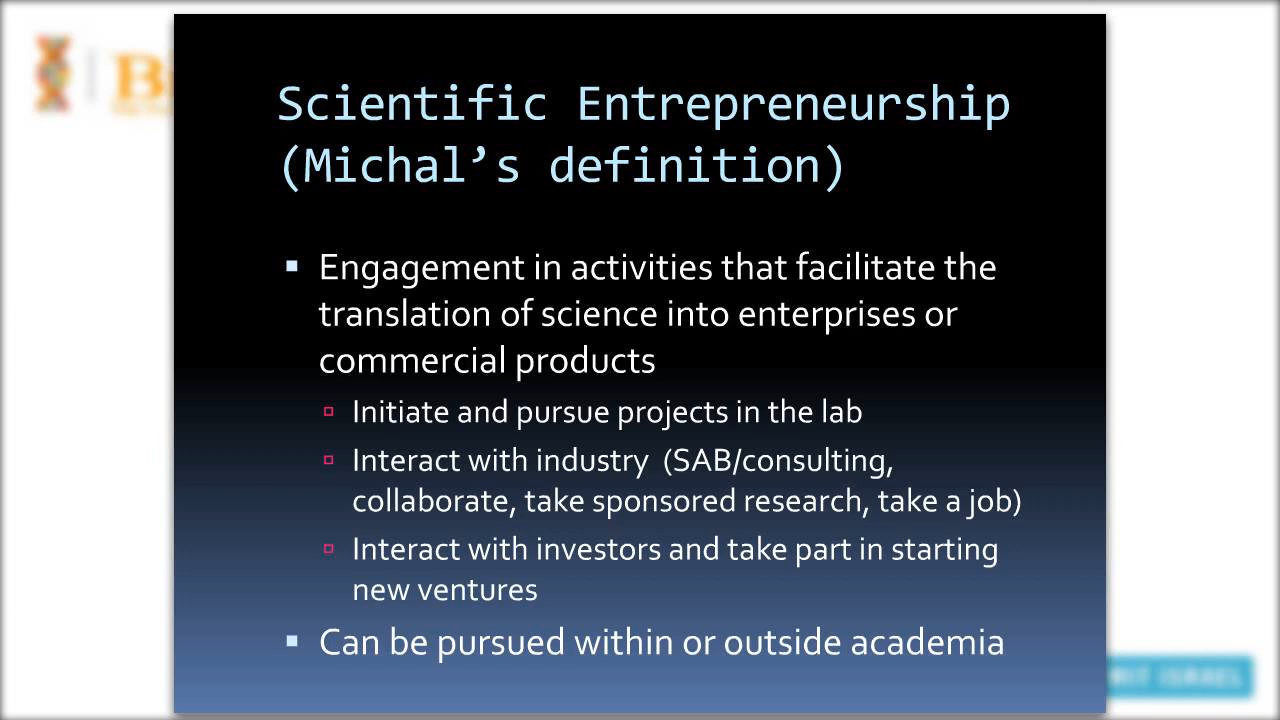 Scientific Entrepreneurship
(Michal’s definition)
Engagement in activities that facilitate the
translation of science into enterprises or
commercial products
Initiate and pursue projects in the lab
Interact with industry (SAB/consulting,
collaborate, take sponsored research, take a job)
Interact with investors and take part in starting
new ventures
Can be pursued within or outside academia
ISRAEL